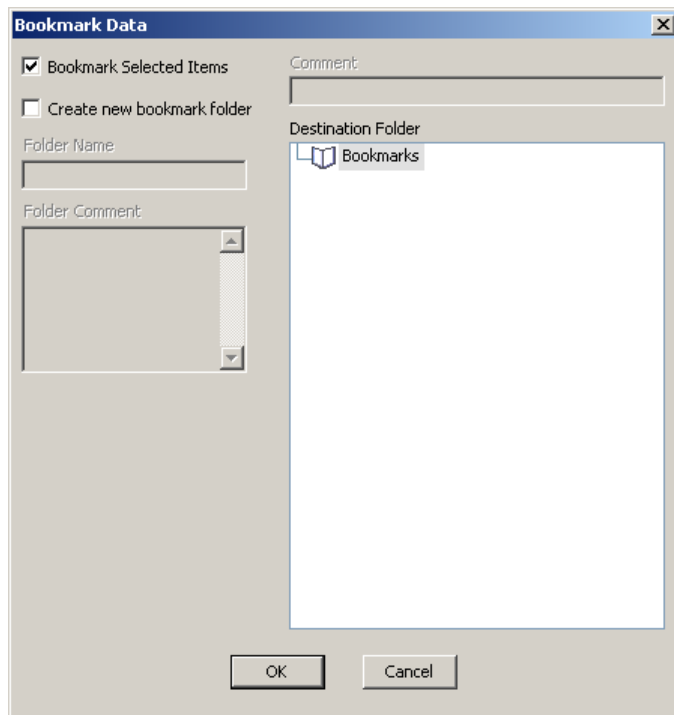 Bookmark Data
Bookmark Selected Items
Create new bookmark folder
Folder Name
Folder Comment
Comment
Destination Folder
Bookmarks
OK
Cancel